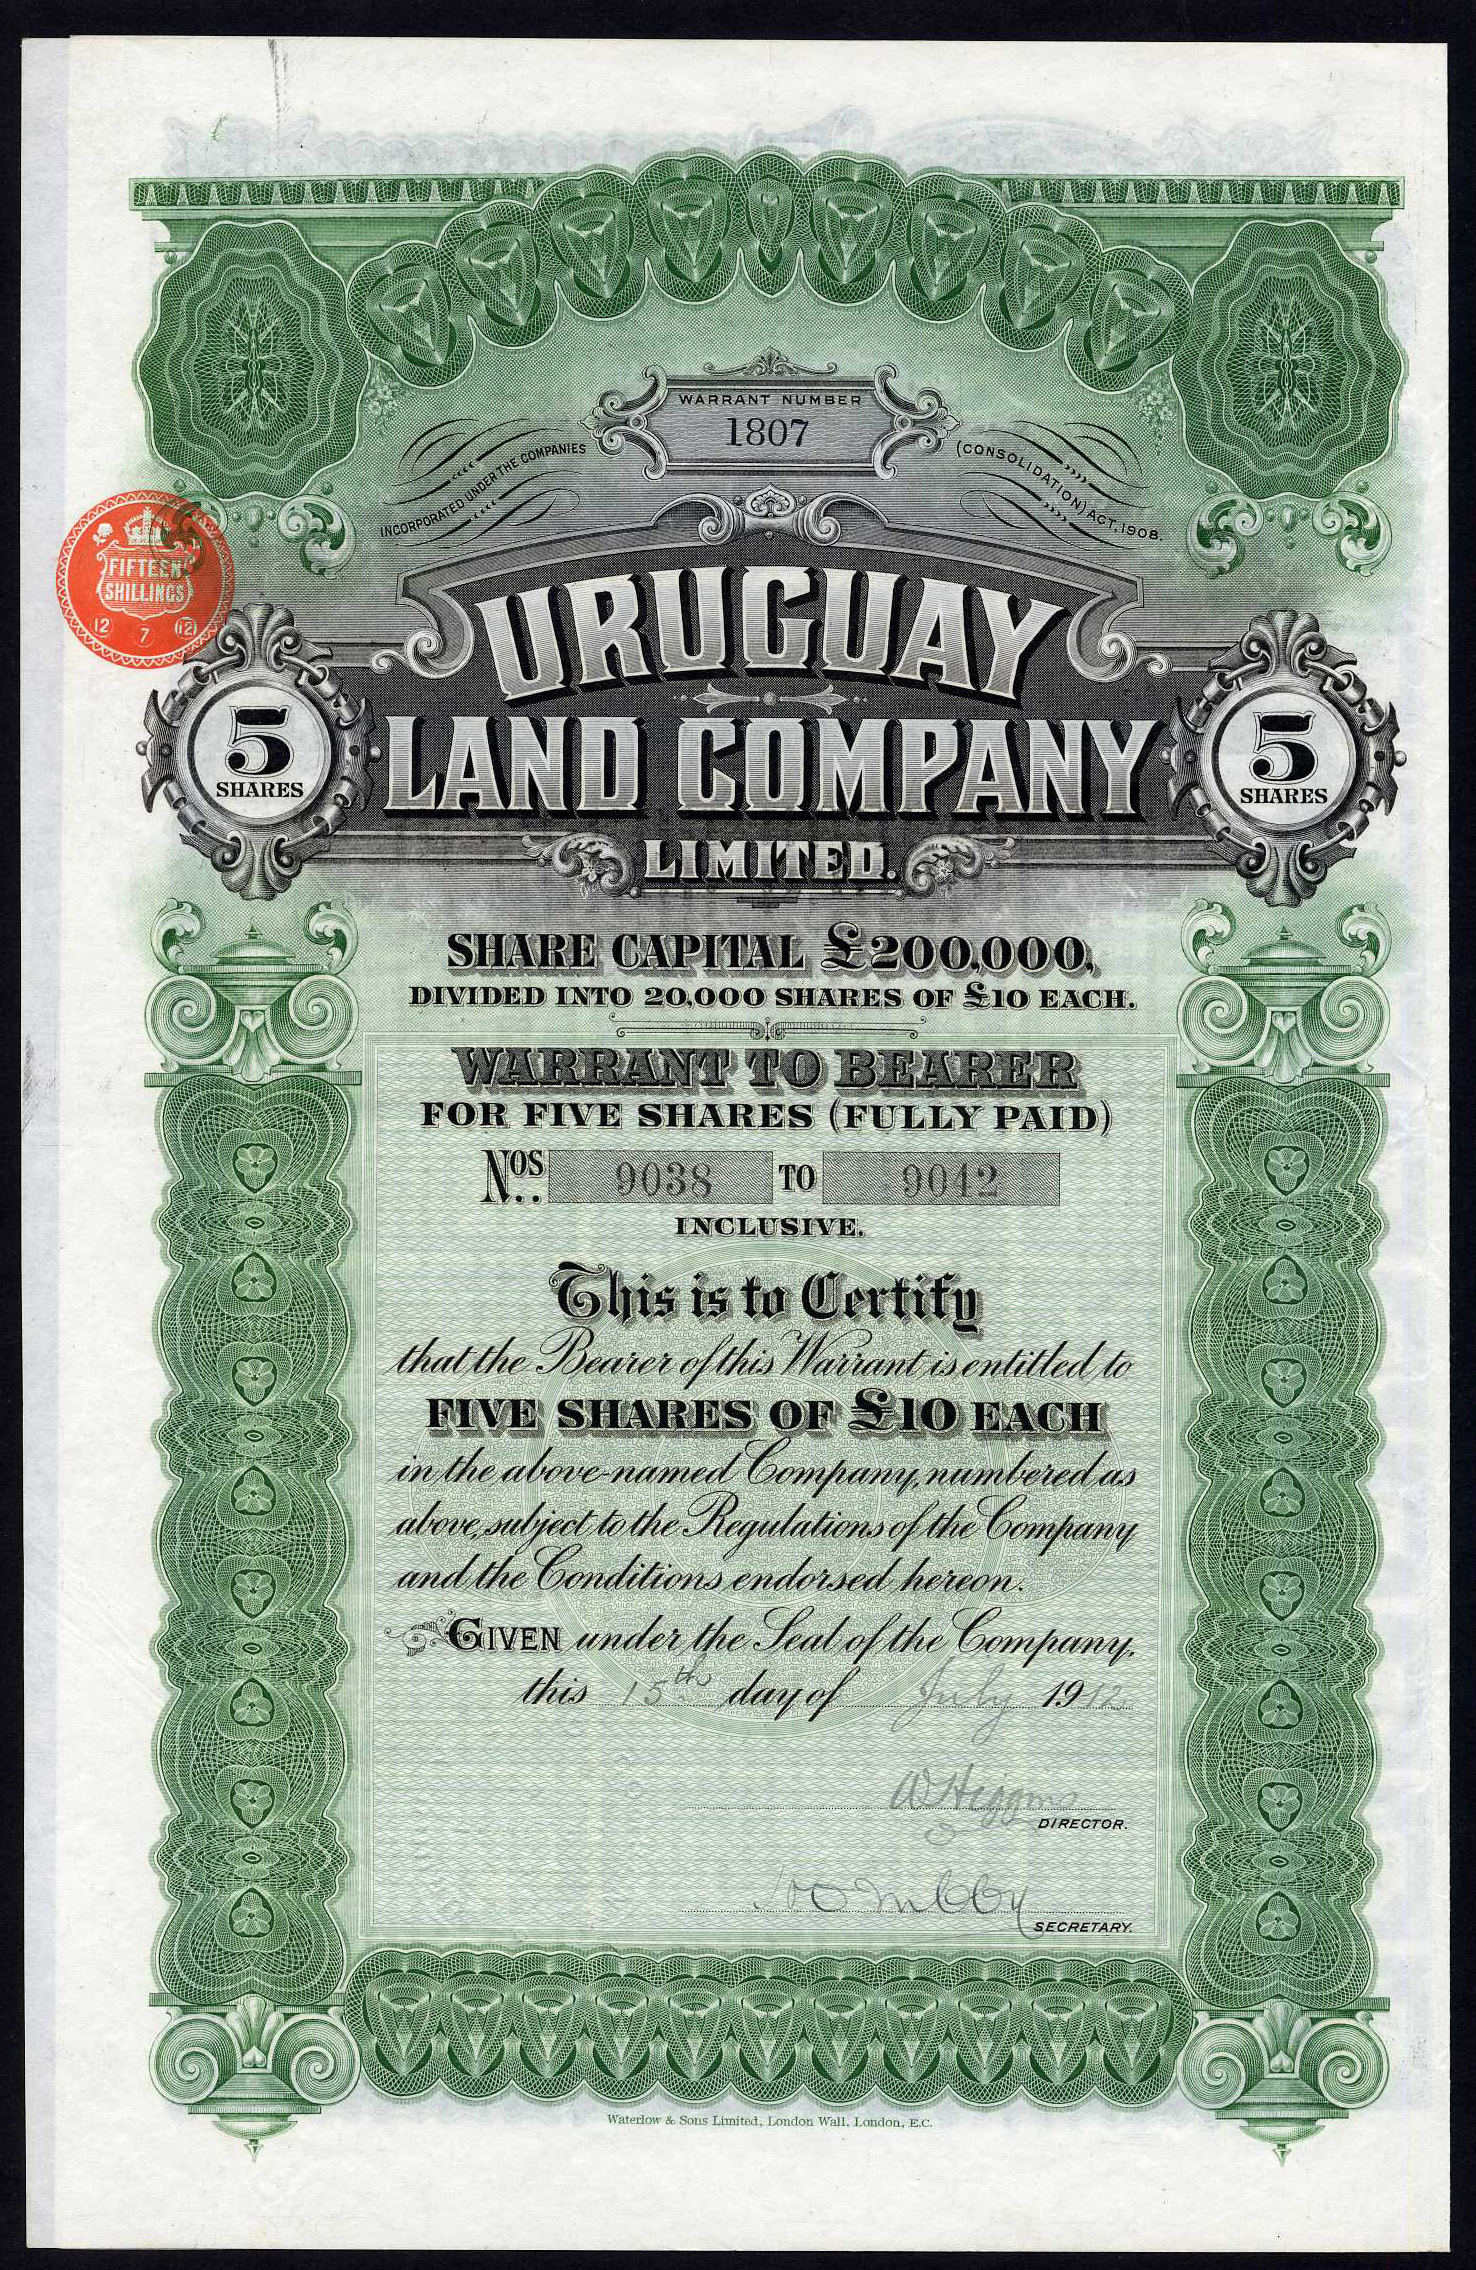 WARRANT NUMBER
1807
INCORPORATED UNDER THE COMPANIES
(CONSOLIDATION) ACT, 1908.
URUGUAY
LAND COMPANY
LIMITED.
FIFTEEN
SHILLINGS
12 7 12
5
SHARES
5
SHARES
SHARE CAPITAL £200,000,
DIVIDED INTO 20,000 SHARES OF £10 EACH.
WARRANT TO BEARER
FOR FIVE SHARES (FULLY PAID)
Nos. 9038 TO 9042
INCLUSIVE.
This is to Certify
that the Bearer of this Warrant is entitled to
FIVE SHARES OF £10 EACH
in the above-named Company, numbered as
above, subject to the Regulations of the Company
and the Conditions endorsed hereon.
GIVEN under the Seal of the Company,
this 15th day of July 1912
W Higgins
DIRECTOR.
SECRETARY.
Waterlow & Sons Limited, London Wall, London, E.C.